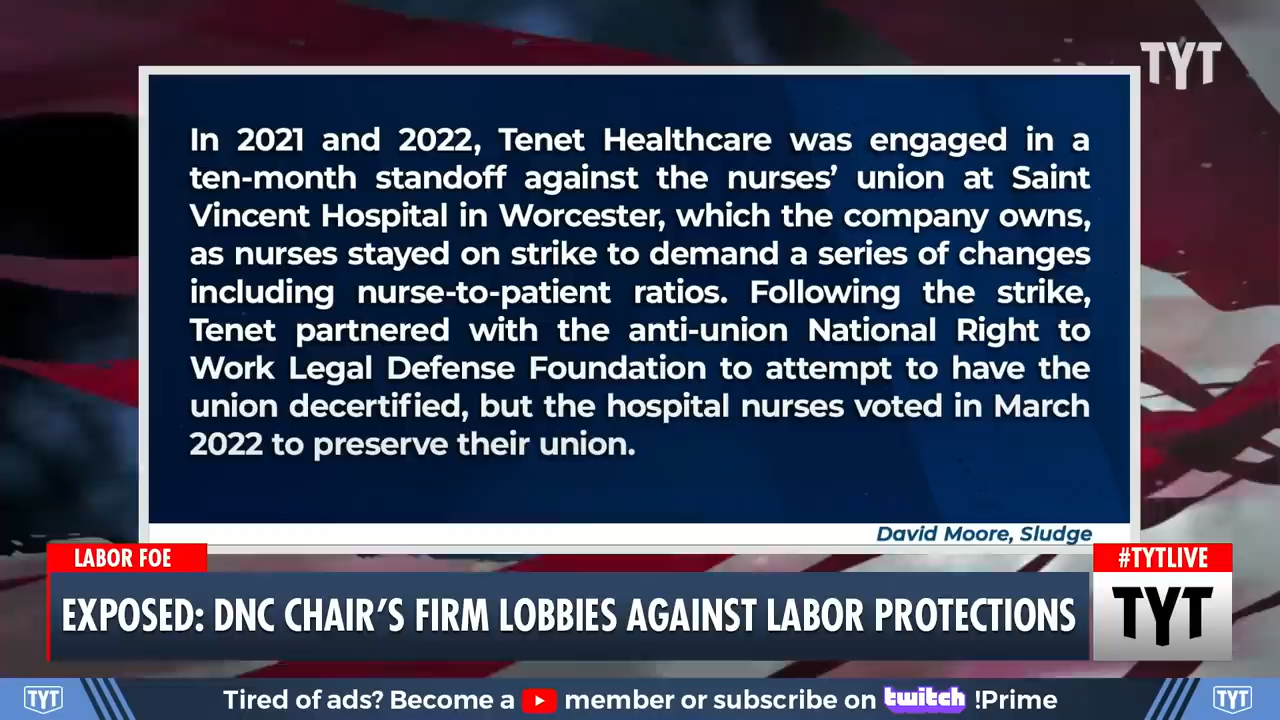 TYT
In 2021 and 2022, Tenet Healthcare was engaged in a
ten-month standoff against the nurses’ union at Saint
Vincent Hospital in Worcester, which the company owns,
as nurses stayed on strike to demand a series of changes
including nurse-to-patient ratios. Following the strike,
Tenet partnered with the anti-union National Right to
Work Legal Defense Foundation to attempt to have the
union decertified, but the hospital nurses voted in March
2022 to preserve their union.
David Moore, Sludge
LABOR FOE
#TYTLIVE
EXPOSED: DNC CHAIR’S FIRM LOBBIES AGAINST LABOR PROTECTIONS
TYT
TYT
Tired of ads? Become a member or subscribe on twitch !Prime
TYT